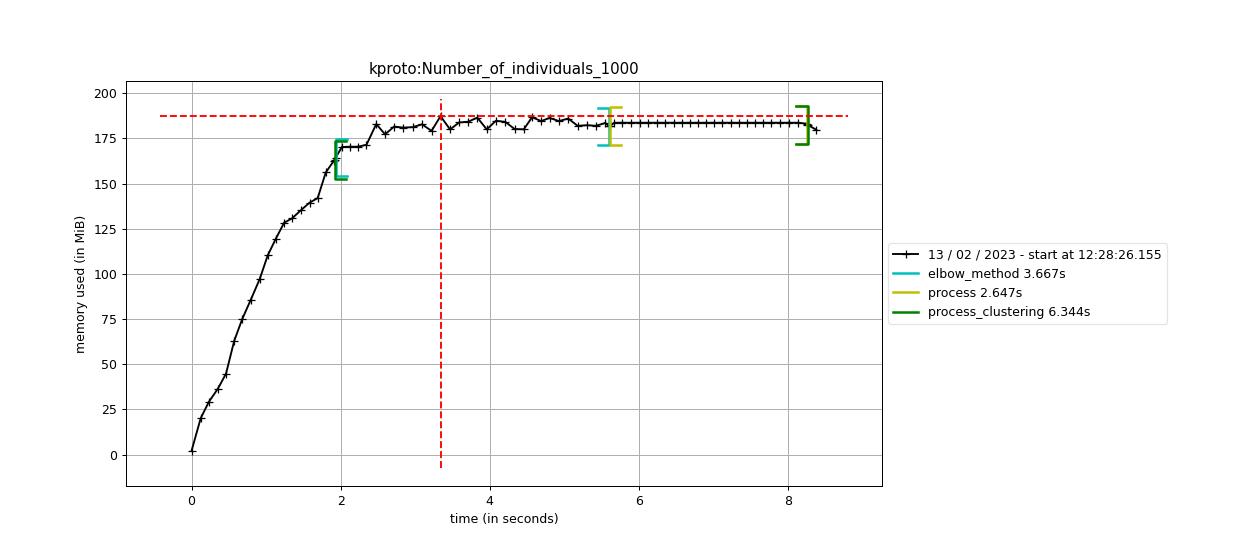 kproto:Number_of_individuals_1000
200
175
150
125
100
75
50
25
0
memory used (in MiB)
0 2 4 6 8
time (in seconds)
13 / 02 / 2023 - start at 12:28:26.155
elbow_method 3.667s
process 2.647s
process_clustering 6.344s